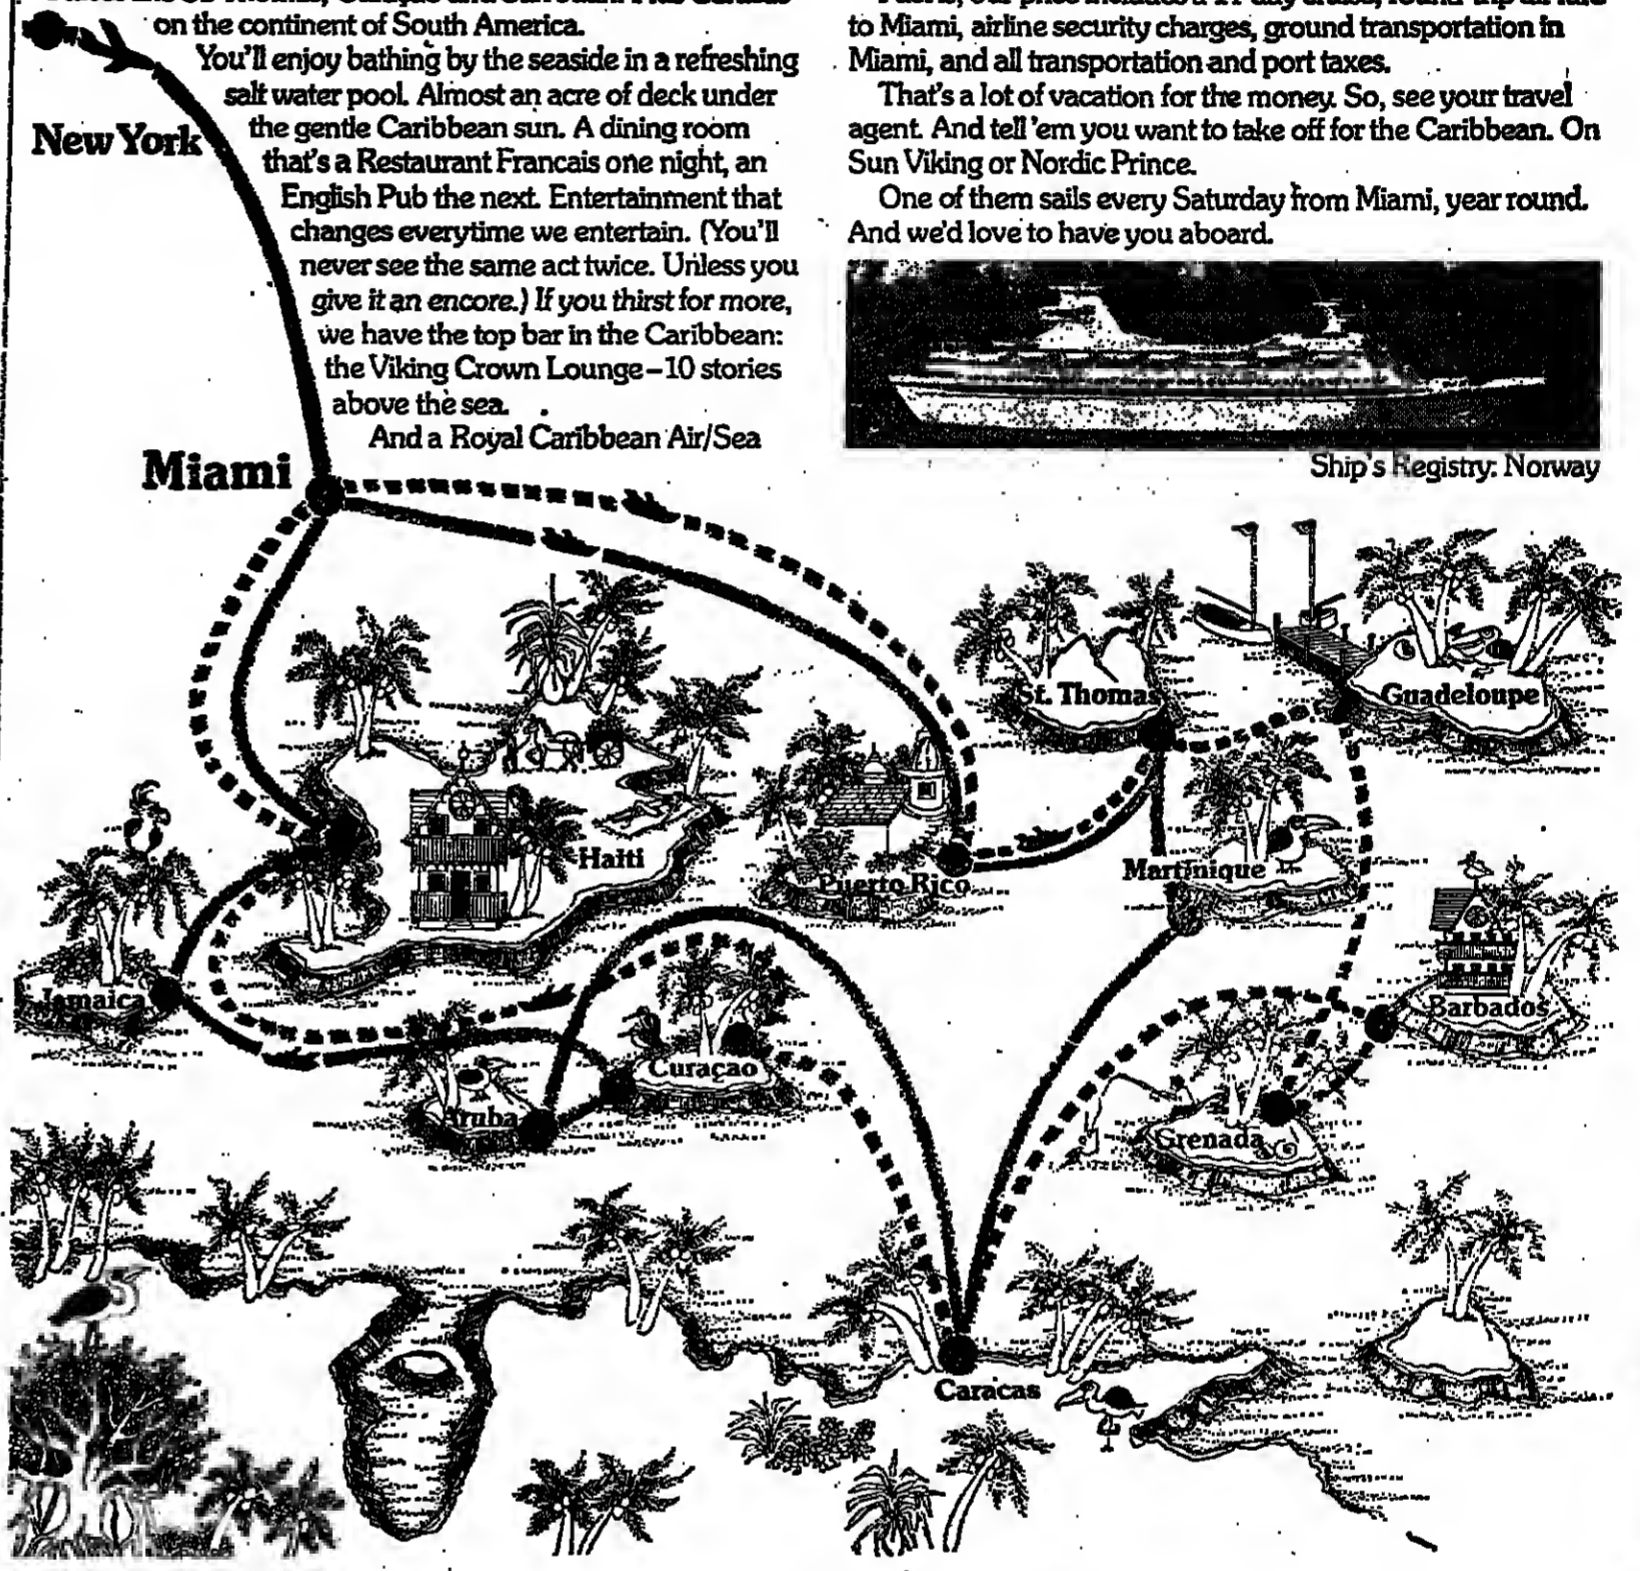 on the continent of South America.
You'll enjoy bathing by the seaside in a refreshing
salt water pool. Almost an acre of deck under
the gentle Caribbean sun. A dining room
that's a Restaurant Francais one night, an
English Pub the next. Entertainment that
changes everytime we entertain. (You'll
never see the same act twice. Unless you
give it an encore.) If you thirst for more,
we have the top bar in the Caribbean:
the Viking Crown Lounge–10 stories
above the sea.
And a Royal Caribbean Air/Sea
to Miami, airline security charges, ground transportation in
Miami, and all transportation and port taxes.
That's a lot of vacation for the money. So, see your travel
agent. And tell 'em you want to take off for the Caribbean. On
Sun Viking or Nordic Prince.
One of them sails every Saturday from Miami, year round.
And we'd love to have you aboard.
Ship's Registry: Norway
New York
Miami
St. Thomas
Guadeloupe
Haiti
Puerto Rico
Martinique
Jamaica
Barbados
Curaçao
Aruba
Grenada
Caracas